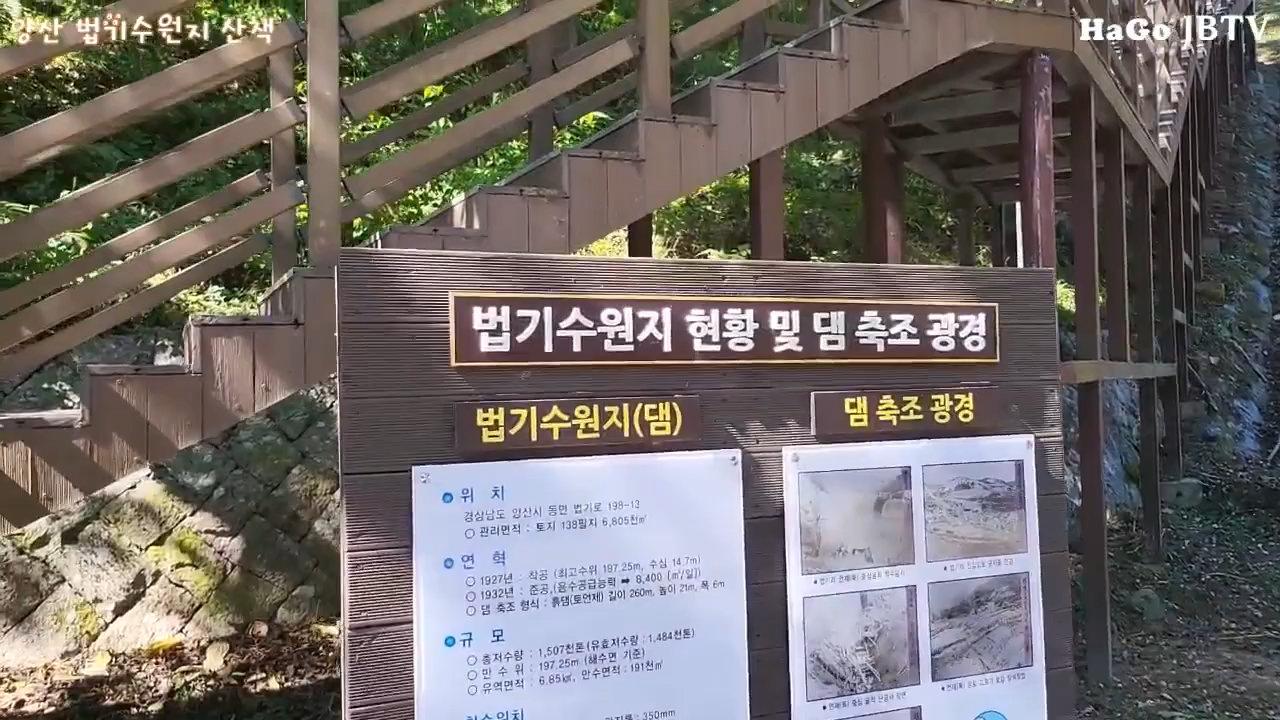 양산 법기수원지 산책
HaGo JBTV
법기수원지 현황 및 댐 축조 광경
법기수원지(댐)
위 치
경상남도 양산시 동면 법기로 198-13
○ 관리면적 : 토지 138필지 6,805천㎡
연 혁
○ 1927년 : 착공 (최고수위 197.25m, 수심 14.7m)
○ 1932년 : 준공,(용수공급능력 ➡ 8,400 (㎥/일)
○ 댐 축조 형식 : 흙댐(토언제) 길이 260m, 높이 21m, 폭 6m
규 모
○ 총저수량 : 1,507천톤(유효저수량 : 1,484천톤)
○ 만 수 위 : 197.25m (해수면 기준)
○ 유역면적 : 6.85㎢, 만수면적 : 191천㎡
350mm
댐 축조 광경